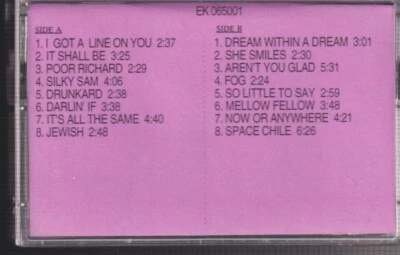 EK 065001
SIDE A
1. I GOT A LINE ON YOU 2:37
2. IT SHALL BE 3:25
3. POOR RICHARD 2:29
4. SILKY SAM 4:06
5. DRUNKARD 2:38
6. DARLIN' IF 3:38
7. IT'S ALL THE SAME 4:40
8. JEWISH 2:48
SIDE B
1. DREAM WITHIN A DREAM 3:01
2. SHE SMILES 2:30
3. AREN'T YOU GLAD 5:31
4. FOG 2:24
5. SO LITTLE TO SAY 2:59
6. MELLOW FELLOW 3:48
7. NOW OR ANYWHERE 4:21
8. SPACE CHILE 6:26